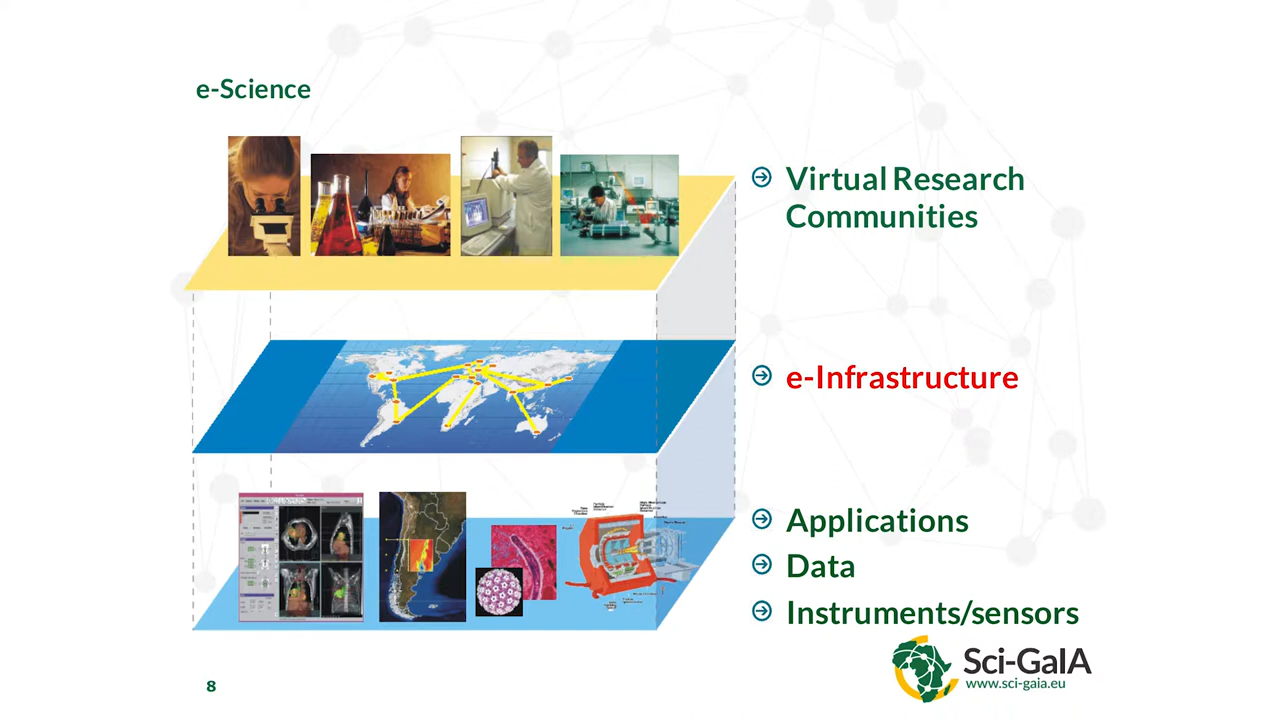 e-Science
Virtual Research
Communities
e-Infrastructure
Applications
Data
Instruments/sensors
Sci-GaIA
www.sci-gaia.eu
8